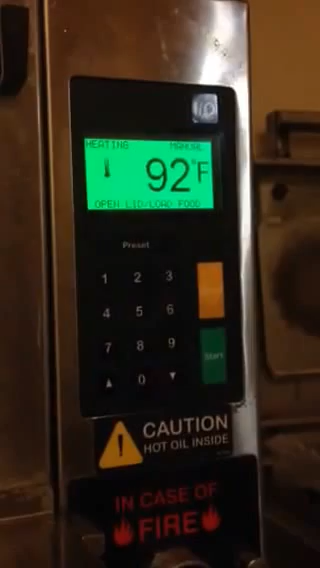 I/O
HEATING MANUAL
92°F
OPEN LID/LOAD FOOD
Preset
1 2 3
4 5 6
7 8 9
▲ 0 ▼
Start
CAUTION
HOT OIL INSIDE
IN CASE OF
FIRE